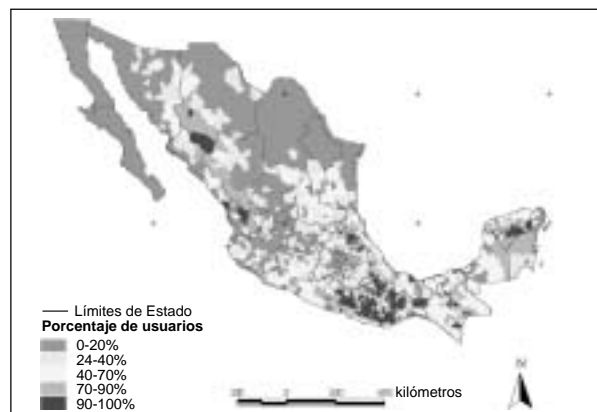 Límites de Estado
Porcentaje de usuarios
0-20%
24-40%
40-70%
70-90%
90-100%
kilómetros
N